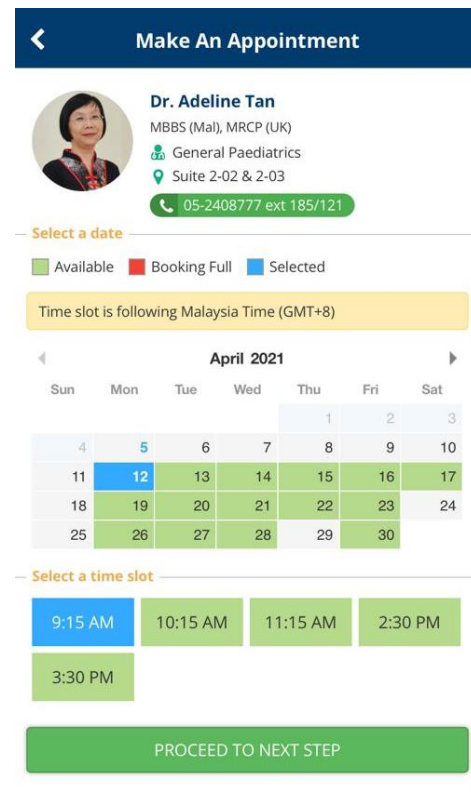 Make An Appointment
Dr. Adeline Tan
MBBS (Mal), MRCP (UK)
General Paediatrics
Suite 2-02 & 2-03
05-2408777 ext 185/121
Select a date
Available Booking Full Selected
Time slot is following Malaysia Time (GMT+8)
April 2021
Sun Mon Tue Wed Thu Fri Sat
1 2 3
4 5 6 7 8 9 10
11 12 13 14 15 16 17
18 19 20 21 22 23 24
25 26 27 28 29 30
Select a time slot
9:15 AM 10:15 AM 11:15 AM 2:30 PM
3:30 PM
PROCEED TO NEXT STEP